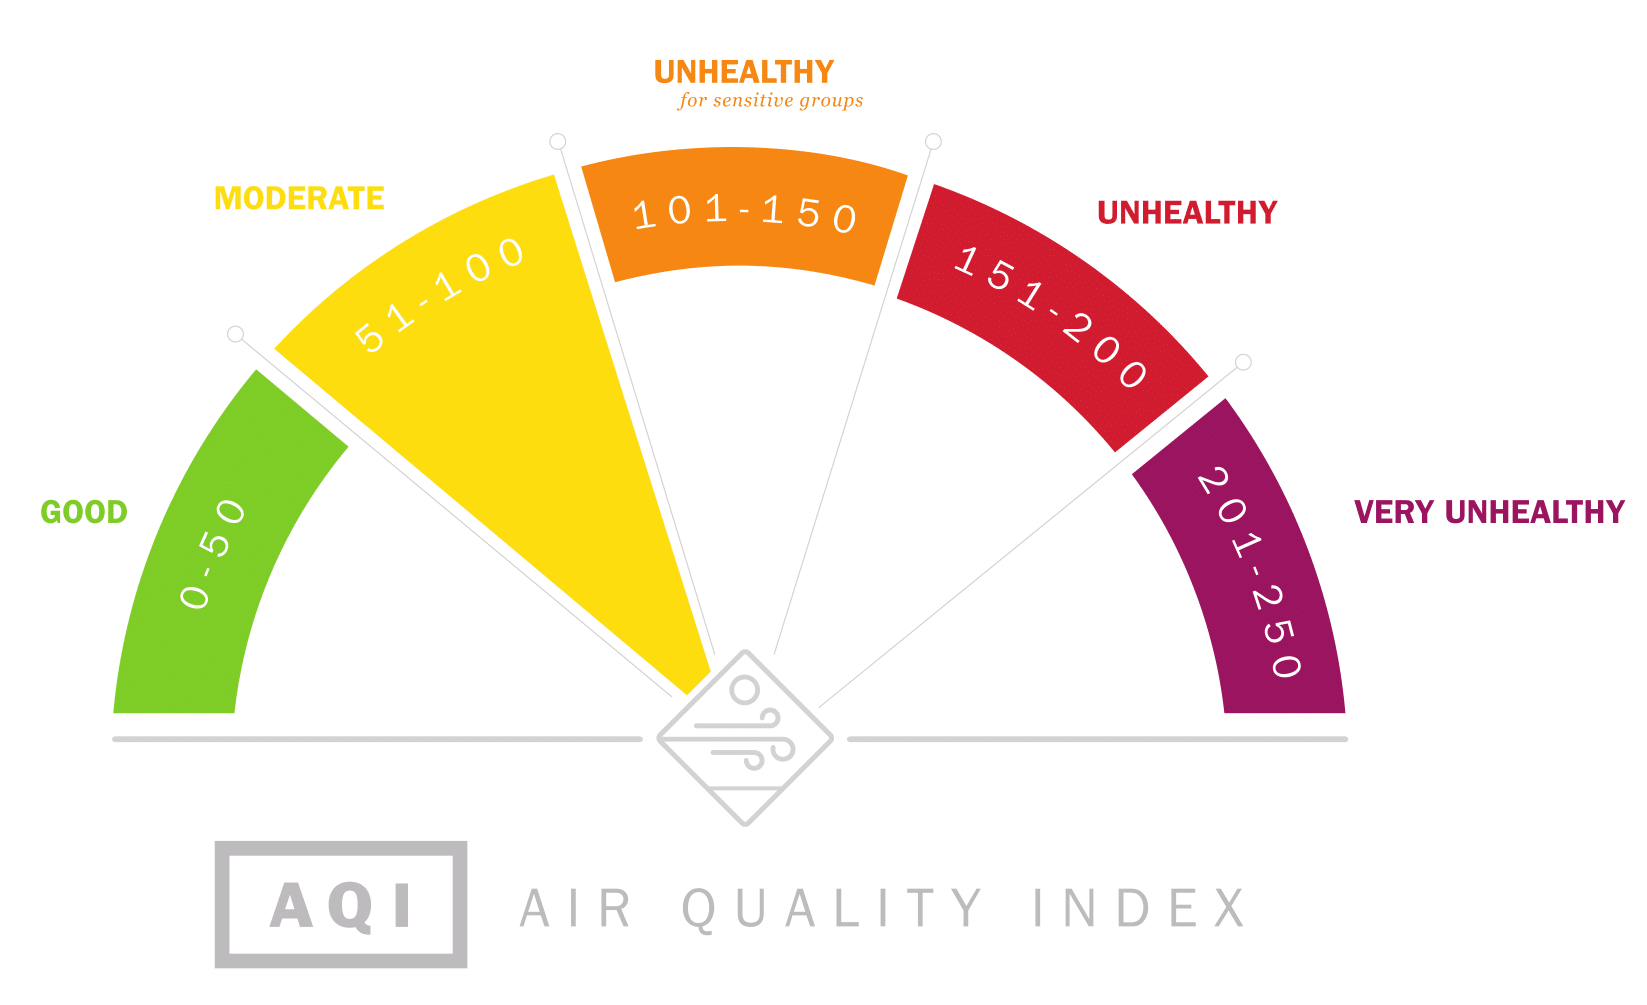 UNHEALTHY
for sensitive groups
MODERATE
UNHEALTHY
GOOD
VERY UNHEALTHY
0-50
51-100
101-150
151-200
201-250
AQI
AIR QUALITY INDEX